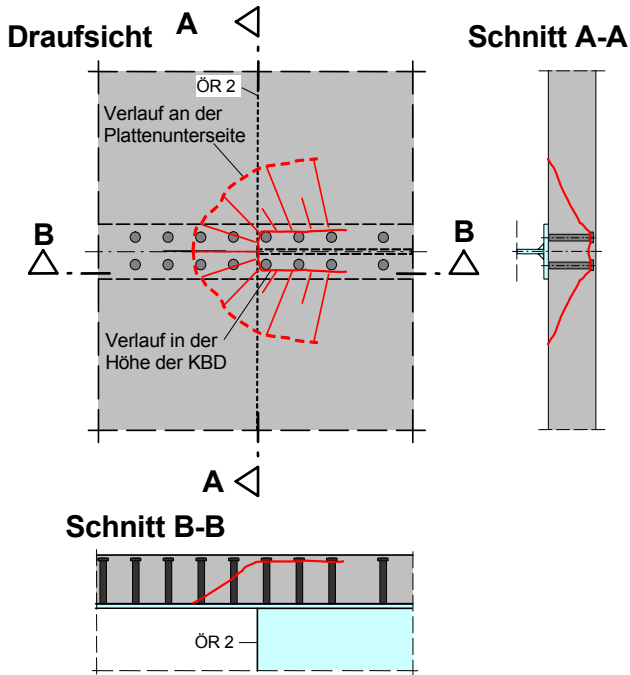 Draufsicht
A
Schnitt A-A
ÖR 2
Verlauf an der
Plattenunterseite
B
B
Verlauf in der
Höhe der KBD
A
Schnitt B-B
ÖR 2